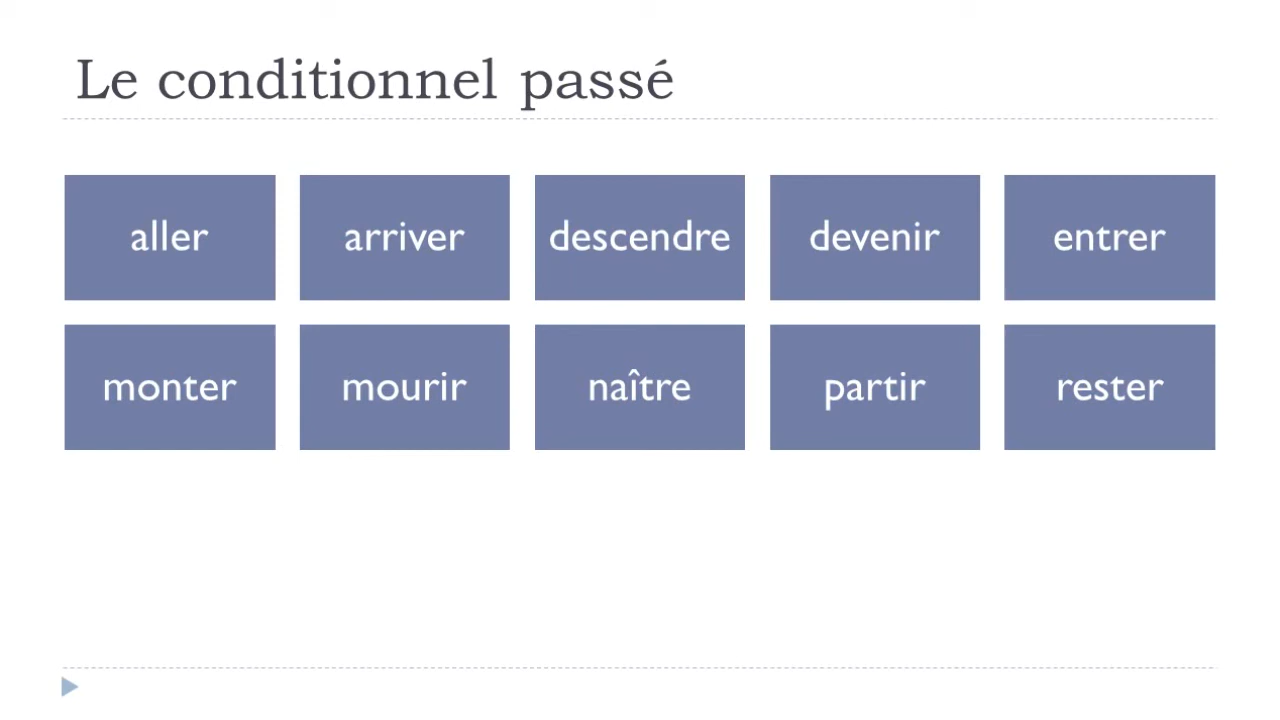 Le conditionnel passé
aller arriver descendre devenir entrer
monter mourir naître partir rester